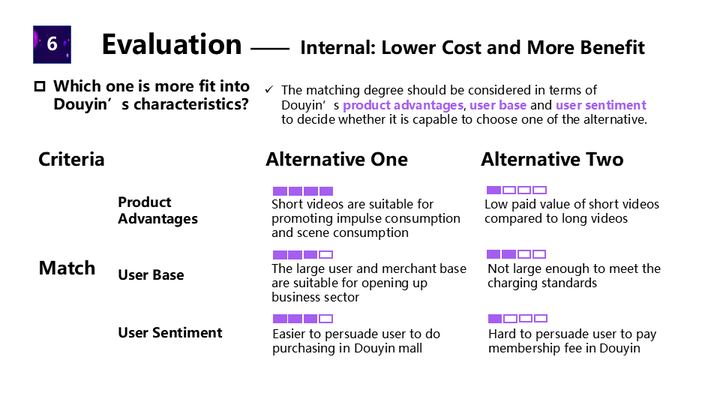 6
Evaluation —— Internal: Lower Cost and More Benefit
Which one is more fit into
Douyin’s characteristics?
✓ The matching degree should be considered in terms of
Douyin’s product advantages, user base and user sentiment
to decide whether it is capable to choose one of the alternative.
Criteria
Alternative One
Alternative Two
Match
Product
Advantages
Short videos are suitable for
promoting impulse consumption
and scene consumption
Low paid value of short videos
compared to long videos
User Base
The large user and merchant base
are suitable for opening up
business sector
Not large enough to meet the
charging standards
User Sentiment
Easier to persuade user to do
purchasing in Douyin mall
Hard to persuade user to pay
membership fee in Douyin